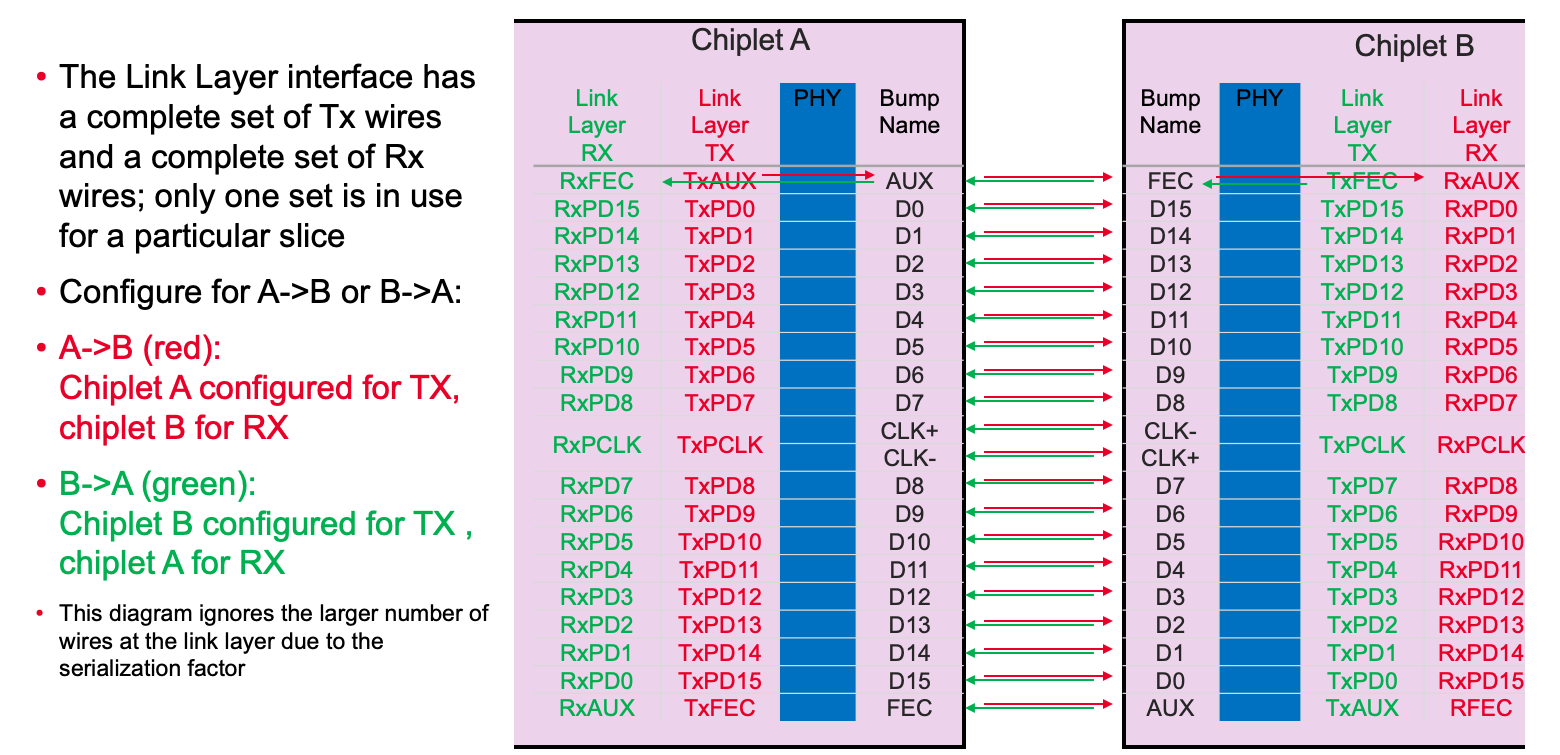 • The Link Layer interface has
a complete set of Tx wires
and a complete set of Rx
wires; only one set is in use
for a particular slice
• Configure for A->B or B->A:
• A->B (red):
Chiplet A configured for TX,
chiplet B for RX
• B->A (green):
Chiplet B configured for TX ,
chiplet A for RX
• This diagram ignores the larger number of
wires at the link layer due to the
serialization factor
Chiplet A
Link Link PHY Bump
Layer Layer Name
RX TX
RxFEC TxAUX AUX
RxPD15 TxPD0 D0
RxPD14 TxPD1 D1
RxPD13 TxPD2 D2
RxPD12 TxPD3 D3
RxPD11 TxPD4 D4
RxPD10 TxPD5 D5
RxPD9 TxPD6 D6
RxPD8 TxPD7 D7
CLK+
RxPCLK TxPCLK
CLK-
RxPD7 TxPD8 D8
RxPD6 TxPD9 D9
RxPD5 TxPD10 D10
RxPD4 TxPD11 D11
RxPD3 TxPD12 D12
RxPD2 TxPD13 D13
RxPD1 TxPD14 D14
RxPD0 TxPD15 D15
RxAUX TxFEC FEC
Chiplet B
Bump PHY Link Link
Name Layer Layer
TX RX
FEC TxFEC RxAUX
D15 TxPD15 RxPD0
D14 TxPD14 RxPD1
D13 TxPD13 RxPD2
D12 TxPD12 RxPD3
D11 TxPD11 RxPD4
D10 TxPD10 RxPD5
D9 TxPD9 RxPD6
D8 TxPD8 RxPD7
CLK-
TxPCLK RxPCLK
CLK+
D7 TxPD7 RxPD8
D6 TxPD6 RxPD9
D5 TxPD5 RxPD10
D4 TxPD4 RxPD11
D3 TxPD3 RxPD12
D2 TxPD2 RxPD13
D1 TxPD1 RxPD14
D0 TxPD0 RxPD15
AUX TxAUX RFEC